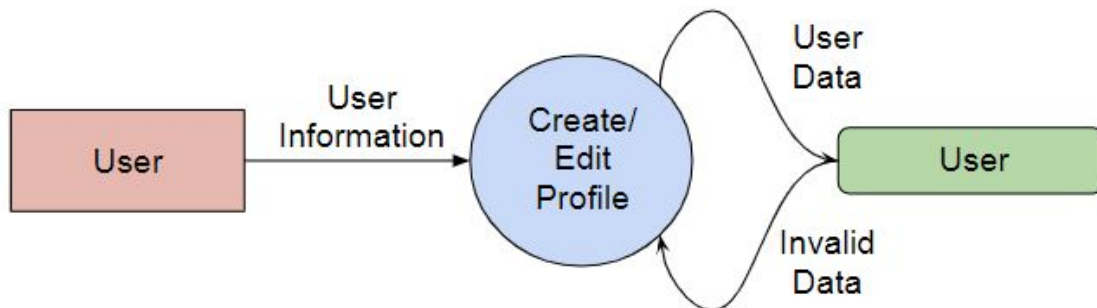 User
User
Information
Create/
Edit
Profile
User
Data
User
Invalid
Data